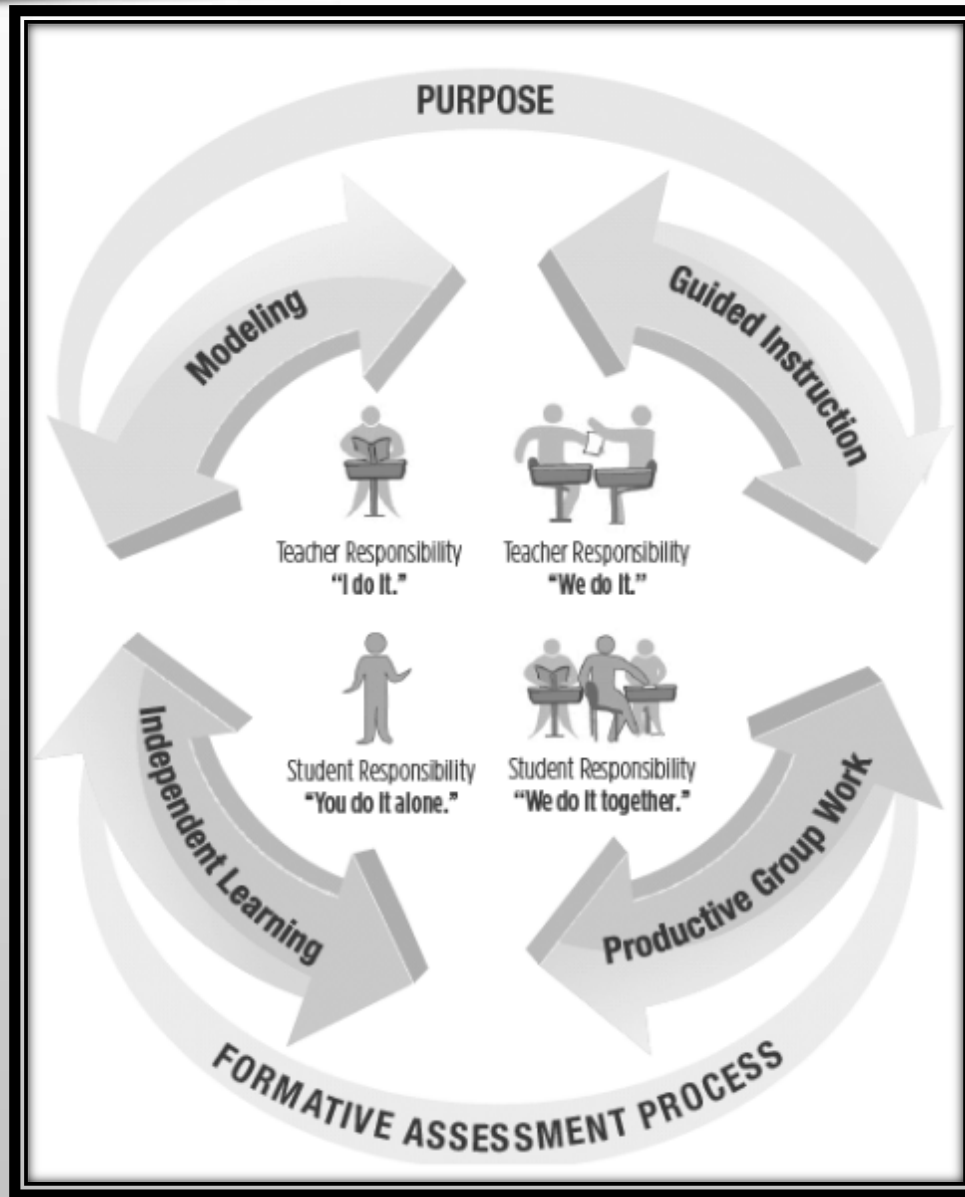 PURPOSE
Modeling
Guided Instruction
Teacher Responsibility
"I do It."
Teacher Responsibility
"We do It."
Student Responsibility
"You do It alone."
Student Responsibility
"We do It together."
Independent Learning
Productive Group Work
FORMATIVE ASSESSMENT PROCESS